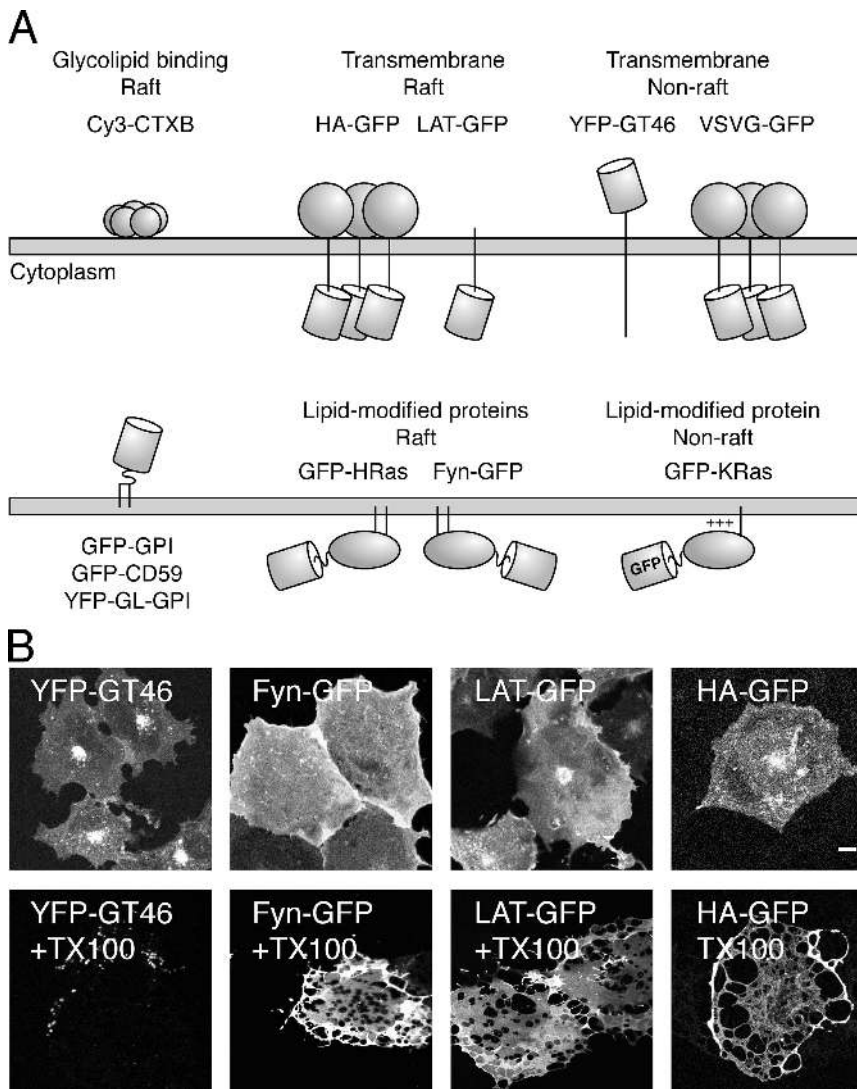 A
Glycolipid binding
Raft
Cy3-CTXB
Transmembrane
Raft
HA-GFP LAT-GFP
Transmembrane
Non-raft
YFP-GT46 VSVG-GFP
Cytoplasm
GFP-GPI
GFP-CD59
YFP-GL-GPI
Lipid-modified proteins
Raft
GFP-HRas Fyn-GFP
Lipid-modified protein
Non-raft
GFP-KRas
+++
GFP
B
YFP-GT46
Fyn-GFP
LAT-GFP
HA-GFP
YFP-GT46
+TX100
Fyn-GFP
+TX100
LAT-GFP
+TX100
HA-GFP
TX100